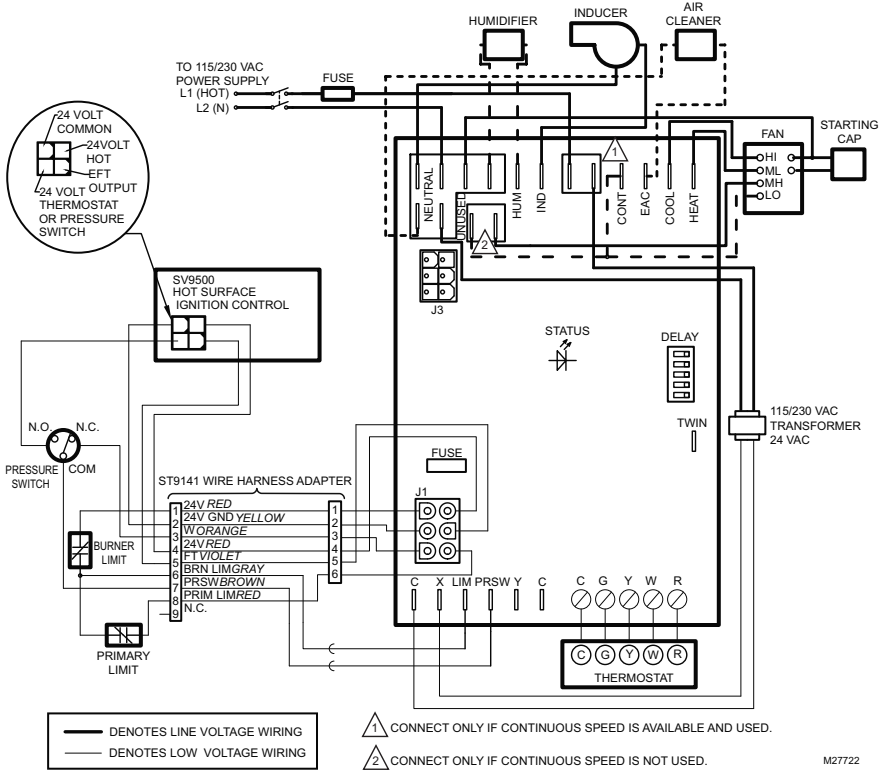 HUMIDIFIER
INDUCER
AIR
CLEANER
TO 115/230 VAC
POWER SUPPLY
L1 (HOT)
L2 (N)
FUSE
24 VOLT
COMMON
24VOLT
HOT
EFT
OUTPUT
24 VOLT
THERMOSTAT
OR PRESSURE
SWITCH
FAN
STARTING
CAP
HI
ML
MH
LO
1
NEUTRAL
UNUSED
HUM
IND
CONT
EAC
COOL
HEAT
2
J3
SV9500
HOT SURFACE
IGNITION CONTROL
STATUS
DELAY
TWIN
115/230 VAC
TRANSFORMER
24 VAC
N.O.
N.C.
PRESSURE
SWITCH
COM
FUSE
ST9141 WIRE HARNESS ADAPTER
J1
1 24V RED 1
2 24V GND YELLOW 2
3 W ORANGE 3
4 24V RED 4
5 FT VIOLET 5
6 BRN LIM GRAY 6
7 PRSW BROWN
8 PRIM LIM RED
9 N.C.
BURNER
LIMIT
PRIMARY
LIMIT
C X LIM PRSW Y C
C G Y W R
C G Y W R
THERMOSTAT
DENOTES LINE VOLTAGE WIRING
DENOTES LOW VOLTAGE WIRING
1 CONNECT ONLY IF CONTINUOUS SPEED IS AVAILABLE AND USED.
2 CONNECT ONLY IF CONTINUOUS SPEED IS NOT USED.
M27722